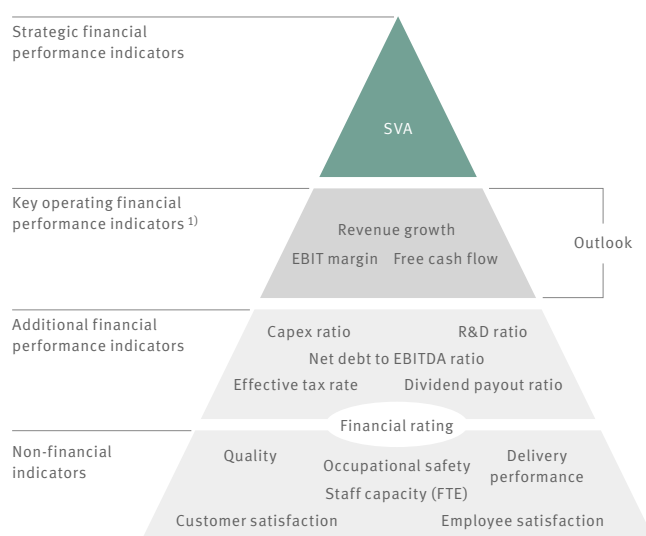 Strategic financial
performance indicators
SVA
Key operating financial
performance indicators 1)
Revenue growth
EBIT margin Free cash flow
Outlook
Additional financial
performance indicators
Capex ratio R&D ratio
Net debt to EBITDA ratio
Effective tax rate Dividend payout ratio
Financial rating
Non-financial
indicators
Quality
Occupational safety
Delivery
performance
Staff capacity (FTE)
Customer satisfaction Employee satisfaction